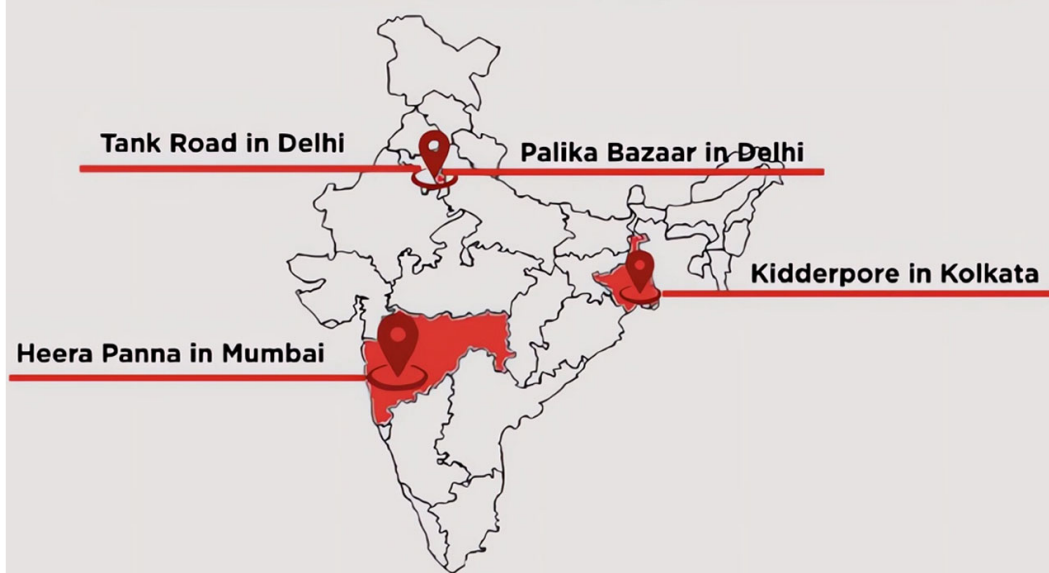 Tank Road in Delhi
Palika Bazaar in Delhi
Kidderpore in Kolkata
Heera Panna in Mumbai